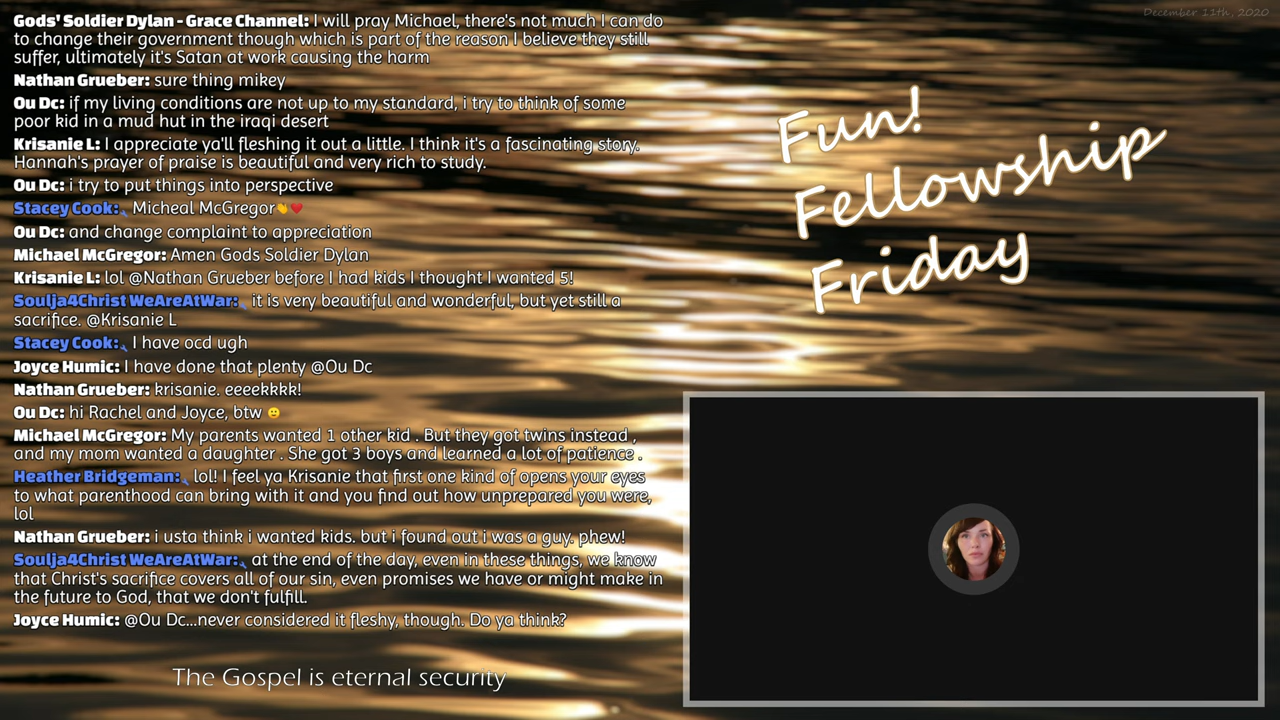 December 11th, 2020
Gods' Soldier Dylan - Grace Channel: I will pray Michael, there's not much I can do
to change their government though which is part of the reason I believe they still
suffer, ultimately it's Satan at work causing the harm
Nathan Grueber: sure thing mikey
Ou Dc: if my living conditions are not up to my standard, i try to think of some
poor kid in a mud hut in the iraqi desert
Krisanie L: I appreciate ya'll fleshing it out a little. I think it's a fascinating story.
Hannah's prayer of praise is beautiful and very rich to study.
Ou Dc: i try to put things into perspective
Stacey Cook: Micheal McGregor👏❤️
Ou Dc: and change complaint to appreciation
Michael McGregor: Amen Gods Soldier Dylan
Krisanie L: lol @Nathan Grueber before I had kids I thought I wanted 5!
Soulja4Christ WeAreAtWar: it is very beautiful and wonderful, but yet still a
sacrifice. @Krisanie L
Stacey Cook: I have ocd ugh
Joyce Humic: I have done that plenty @Ou Dc
Nathan Grueber: krisanie. eeeekkkk!
Ou Dc: hi Rachel and Joyce, btw 🙂
Michael McGregor: My parents wanted 1 other kid . But they got twins instead ,
and my mom wanted a daughter . She got 3 boys and learned a lot of patience .
Heather Bridgeman: lol! I feel ya Krisanie that first one kind of opens your eyes
to what parenthood can bring with it and you find out how unprepared you were,
lol
Nathan Grueber: i usta think i wanted kids. but i found out i was a guy. phew!
Soulja4Christ WeAreAtWar: at the end of the day, even in these things, we know
that Christ's sacrifice covers all of our sin, even promises we have or might make in
the future to God, that we don't fulfill.
Joyce Humic: @Ou Dc...never considered it fleshy, though. Do ya think?
The Gospel is eternal security
Fun!
Fellowship
Friday